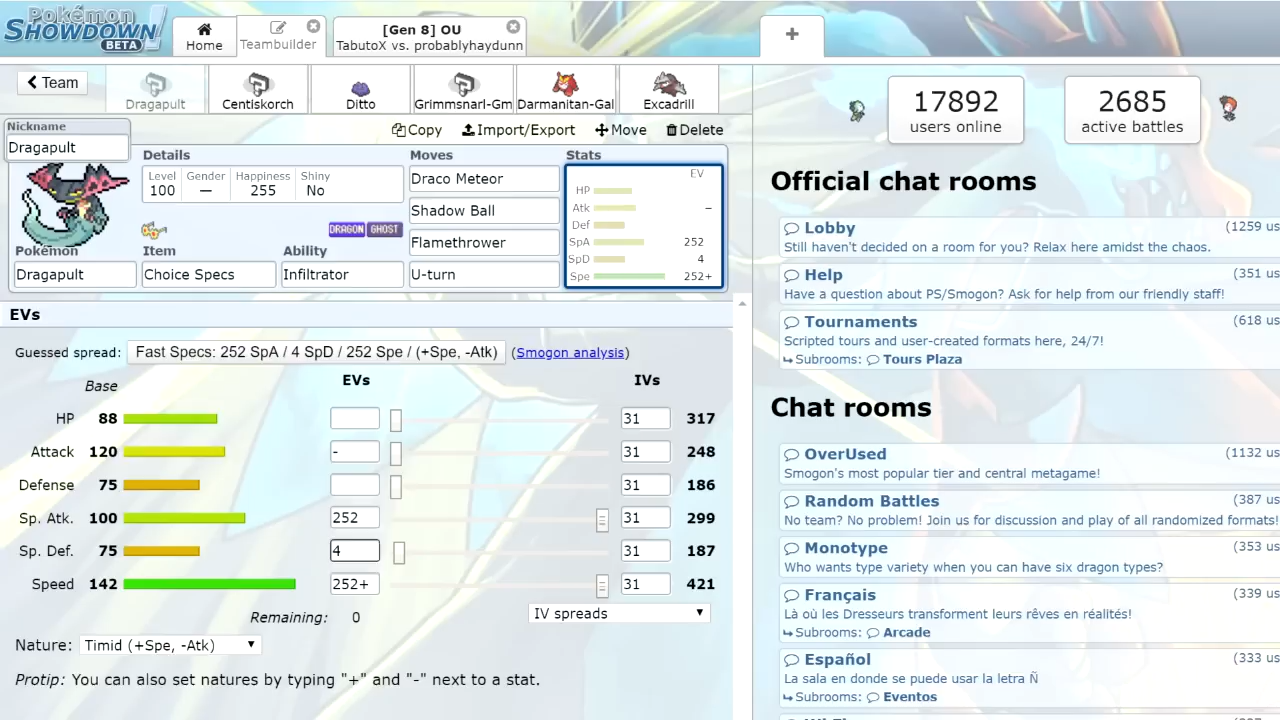 Pokémon
SHOWDOWN!
BETA
Home
Teambuilder
[Gen 8] OU
TabutoX vs. probablyhaydunn
+
Team
Dragapult
Centiskorch
Ditto
Grimmsnarl-Gm
Darmanitan-Gal
Excadrill
Nickname
Dragapult
Copy
Import/Export
Move
Delete
Details
Level
100
Gender
—
Happiness
255
Shiny
No
DRAGON
GHOST
Pokémon
Dragapult
Item
Choice Specs
Ability
Infiltrator
Moves
Draco Meteor
Shadow Ball
Flamethrower
U-turn
Stats
EV
HP
Atk –
Def
SpA 252
SpD 4
Spe 252+
EVs
Guessed spread: Fast Specs: 252 SpA / 4 SpD / 252 Spe / (+Spe, -Atk) (Smogon analysis)
Base EVs IVs
HP 88 31 317
Attack 120 - 31 248
Defense 75 31 186
Sp. Atk. 100 252 31 299
Sp. Def. 75 4 31 187
Speed 142 252+ 31 421
Remaining: 0
IV spreads
Nature: Timid (+Spe, -Atk)
Protip: You can also set natures by typing "+" and "-" next to a stat.
17892
users online
2685
active battles
Official chat rooms
Lobby (1259 us
Still haven't decided on a room for you? Relax here amidst the chaos.
Help (351 us
Have a question about PS/Smogon? Ask for help from our friendly staff!
Tournaments (618 us
Scripted tours and user-created formats here, 24/7!
Subrooms: Tours Plaza
Chat rooms
OverUsed (1132 us
Smogon's most popular tier and central metagame!
Random Battles (387 us
No team? No problem! Join us for discussion and play of all randomized formats!
Monotype (353 us
Who wants type variety when you can have six dragon types?
Français (339 us
Là où les Dresseurs transforment leurs rêves en réalités!
Subrooms: Arcade
Español (333 us
La sala en donde se puede usar la letra Ñ
Subrooms: Eventos